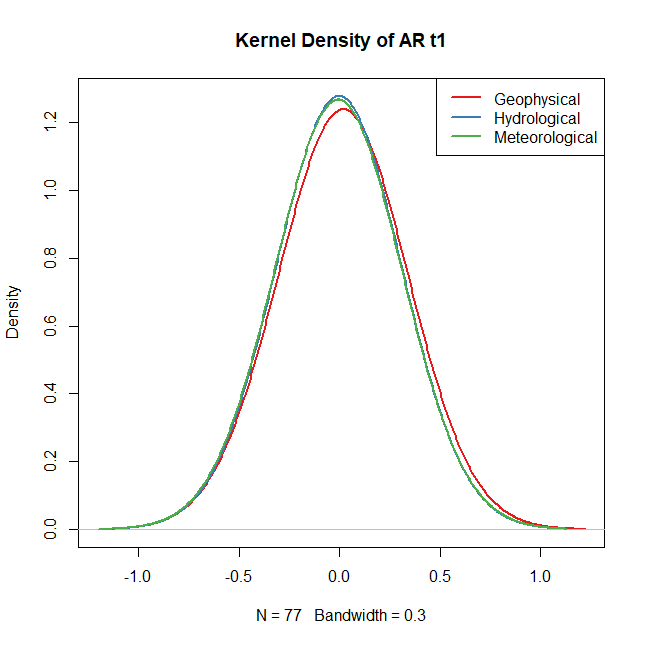 Kernel Density of AR t1
Geophysical
Hydrological
Meteorological
Density
1.2
1.0
0.8
0.6
0.4
0.2
0.0
-1.0 -0.5 0.0 0.5 1.0
N = 77 Bandwidth = 0.3